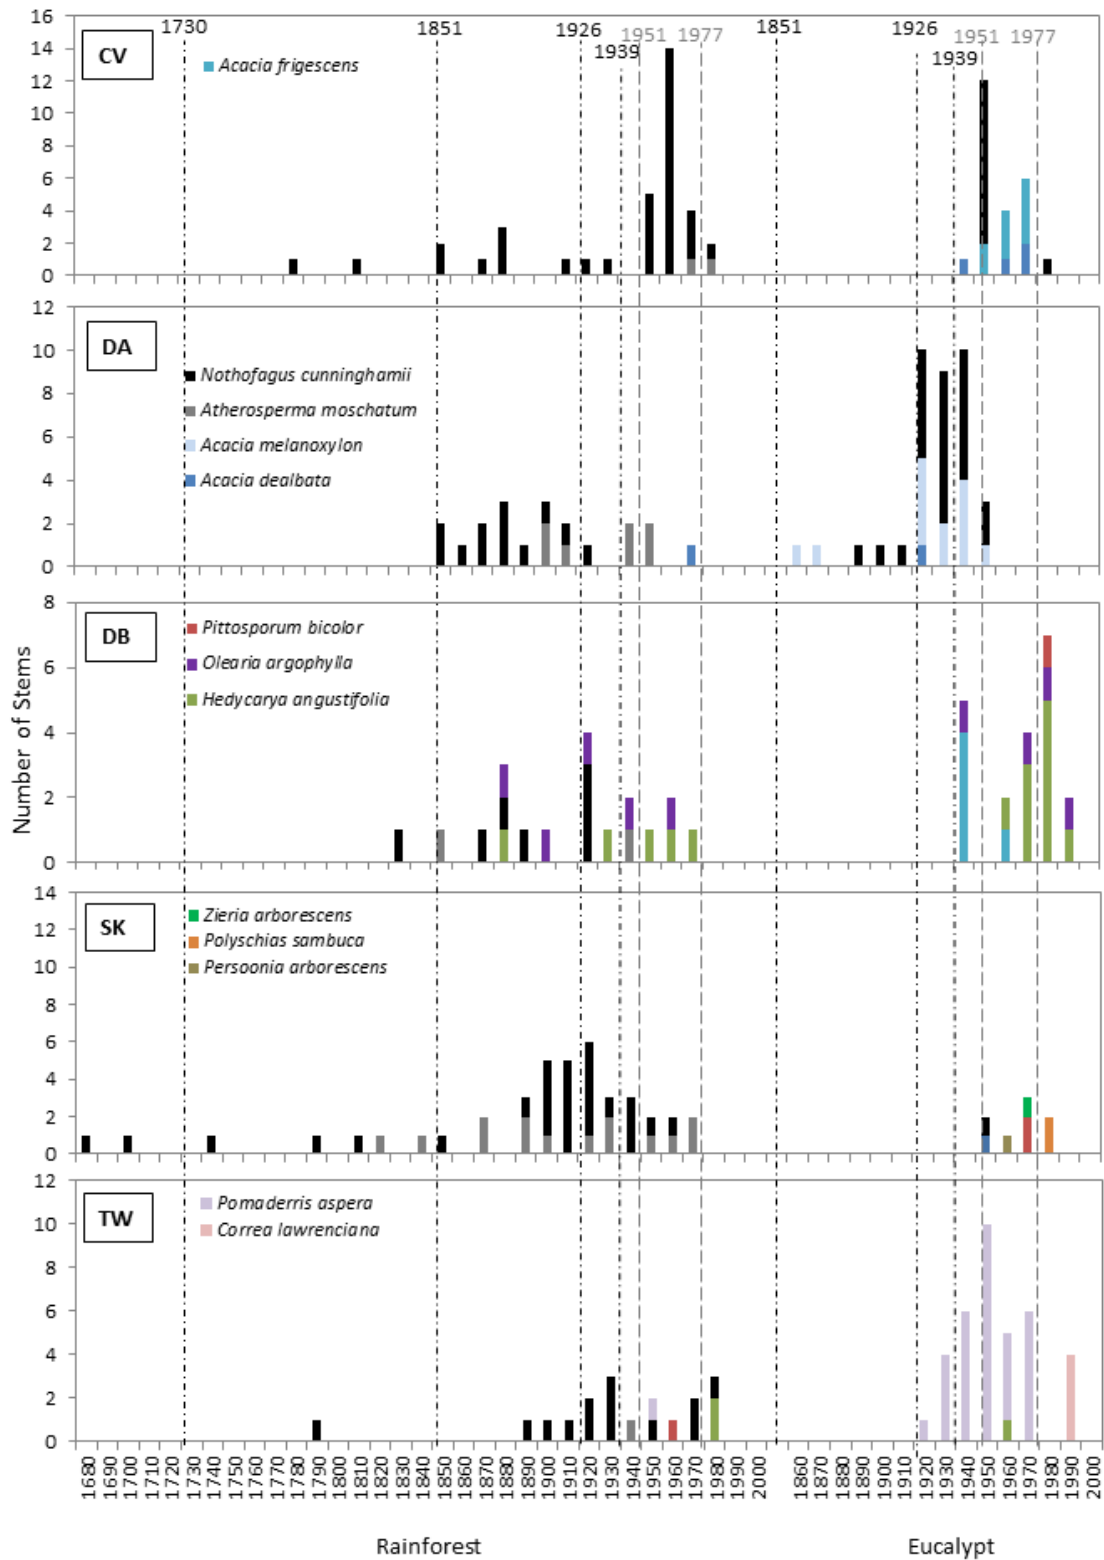 16
14
12
10
8
6
4
2
0
CV
1730
1851
1926
1939
1951
1977
1851
1926
1939
1951
1977
Acacia frigescens
12
10
8
6
4
2
0
DA
Nothofagus cunninghamii
Atherosperma moschatum
Acacia melanoxylon
Acacia dealbata
Number of Stems
8
6
4
2
0
DB
Pittosporum bicolor
Olearia argophylla
Hedycarya angustifolia
14
12
10
8
6
4
2
0
SK
Zieria arborescens
Polyschias sambuca
Persoonia arborescens
12
10
8
6
4
2
0
TW
Pomaderris aspera
Correa lawrenciana
1680 1690 1700 1710 1720 1730 1740 1750 1760 1770 1780 1790 1800 1810 1820 1830 1840 1850 1860 1870 1880 1890 1900 1910 1920 1930 1940 1950 1960 1970 1980 1990 2000 1860 1870 1880 1890 1900 1910 1920 1930 1940 1950 1960 1970 1980 1990 2000
Rainforest Eucalypt